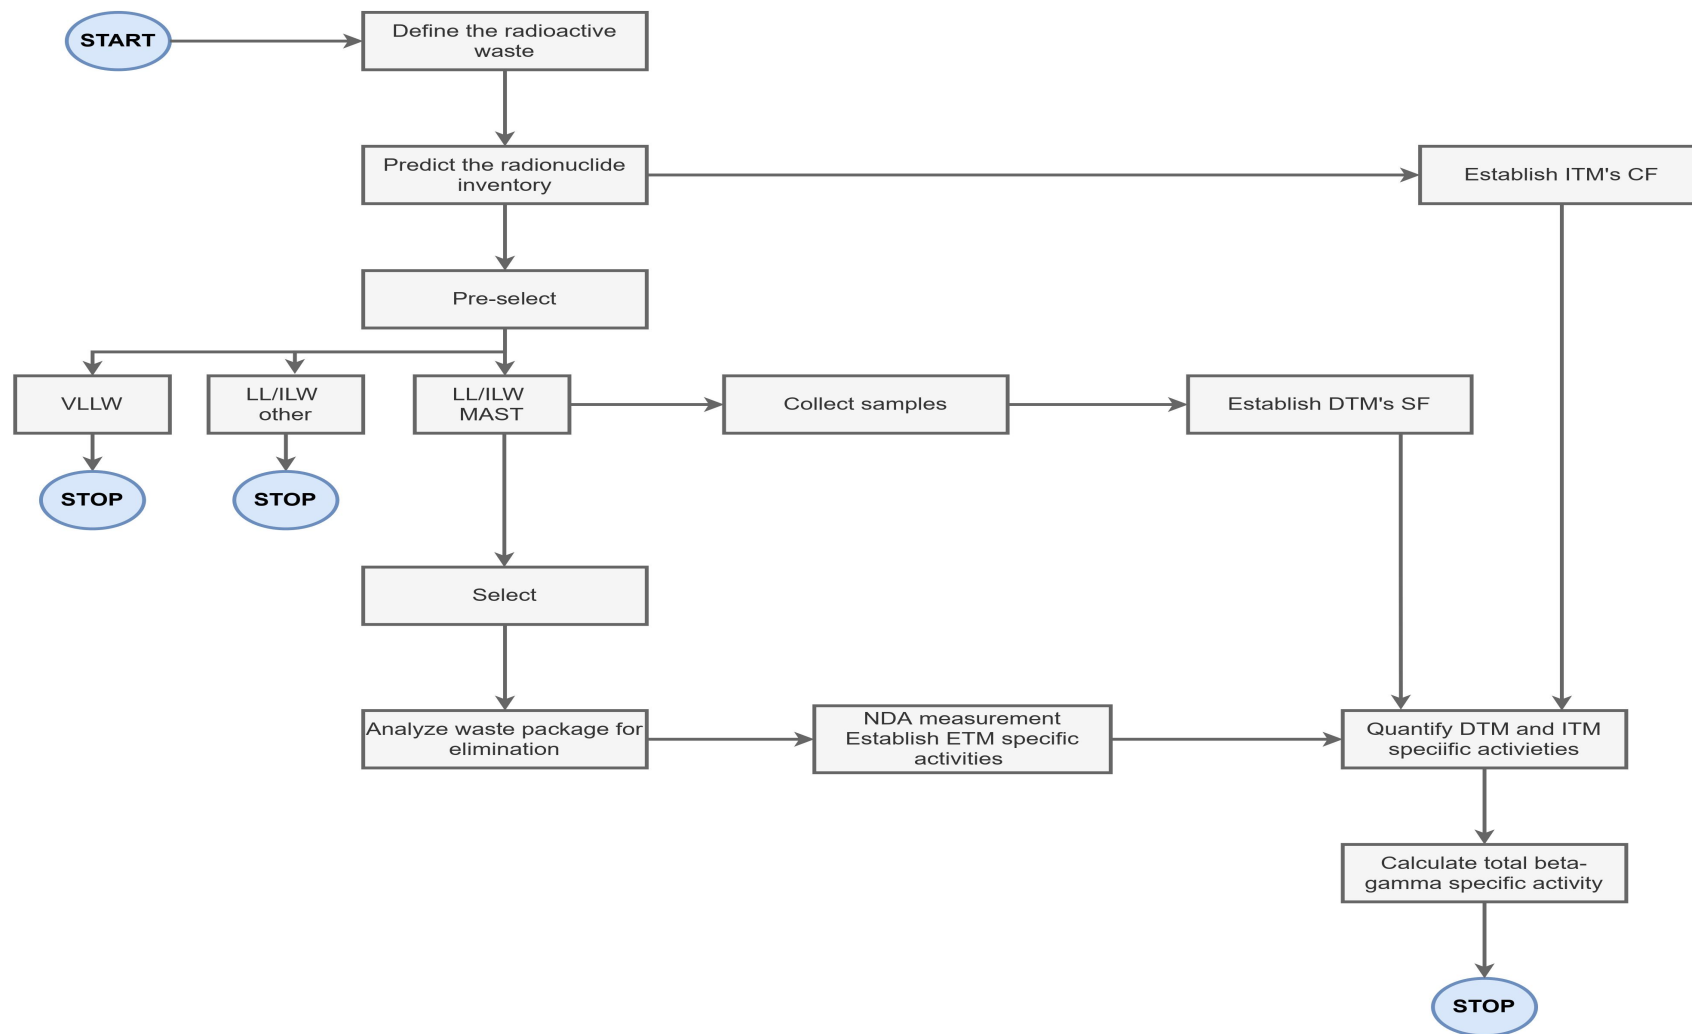 START
Define the radioactive
waste
Predict the radionuclide
inventory
Establish ITM's CF
Pre-select
VLLW
LL/ILW
other
LL/ILW
MAST
Collect samples
Establish DTM's SF
STOP
STOP
Select
Analyze waste package for
elimination
NDA measurement
Establish ETM specific
activities
Quantify DTM and ITM
speciific activieties
Calculate total beta-
gamma specific activity
STOP